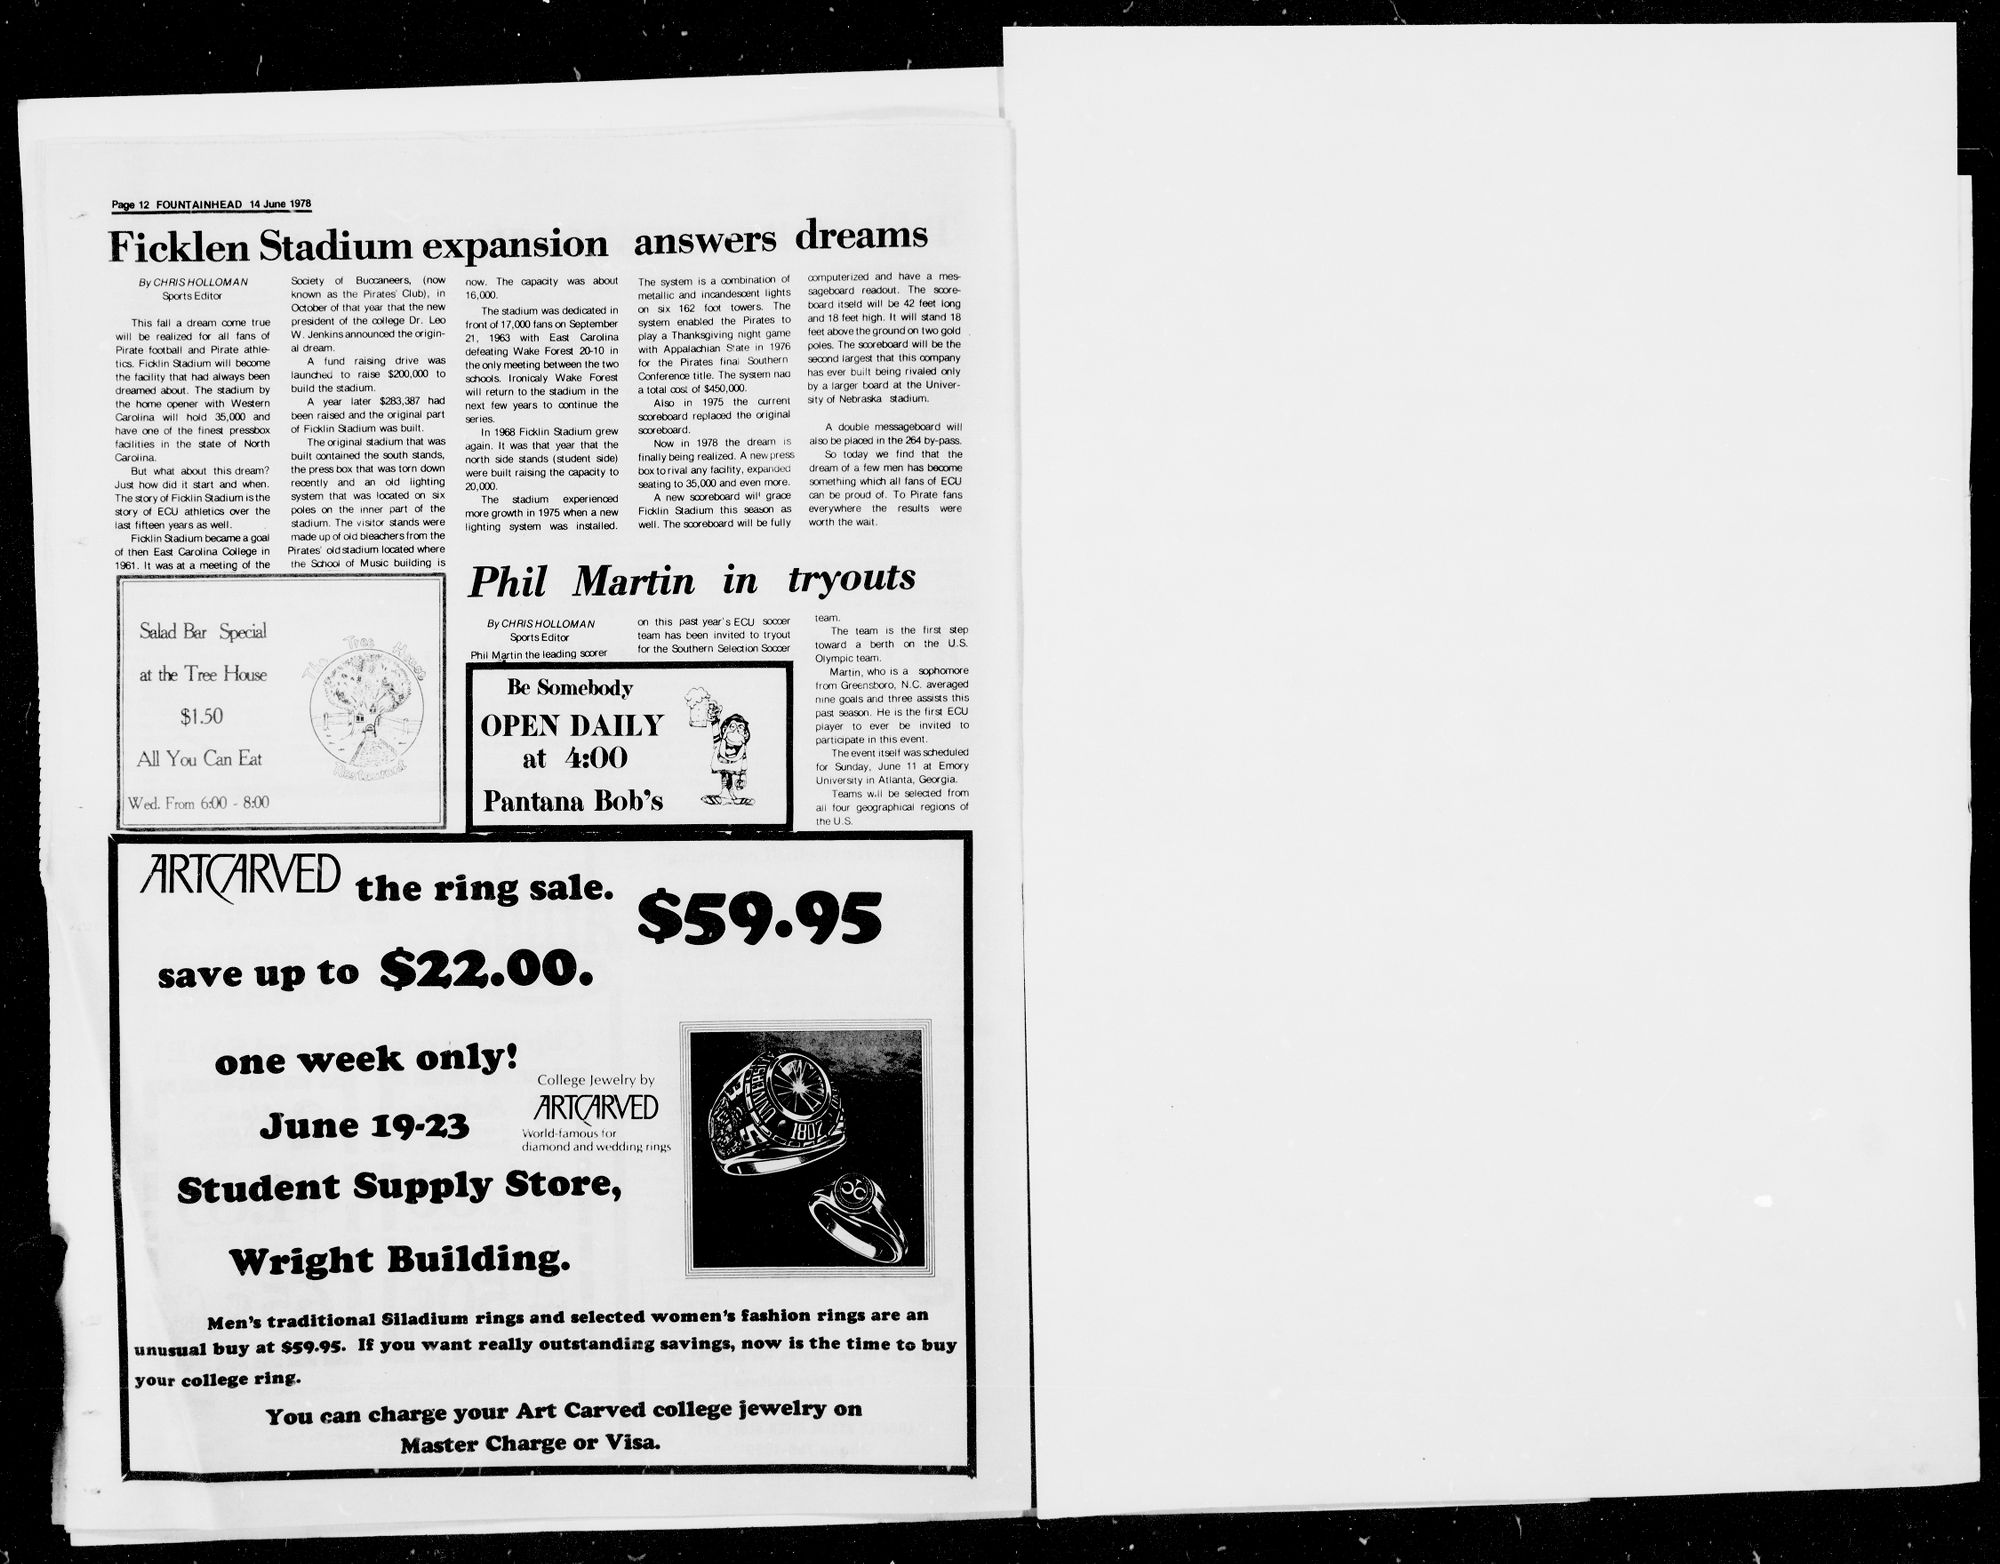 Page 12 FOUNTAINHEAD 14 June 1978
Ficklen Stadium expansion answers dreams
By CHRIS HOLLOMAN
Sports Editor
This fall a dream come true
will be realized for all fans of
Pirate football and Pirate athle-
tics. Ficklin Stadium will become
the facility that had always been
dreamed about. The stadium by
the home opener with Western
Carolina will hold 35,000 and
have one of the finest pressbox
facilities in the state of North
Carolina.
But what about this dream?
Just how did it start and when.
The story of Ficklin Stadium is the
story of ECU athletics over the
last fifteen years as well.
Ficklin Stadium became a goal
of then East Carolina College in
1961. It was at a meeting of the
Society of Buccaneers, (now
known as the Pirates' Club), in
October of that year that the new
president of the college Dr. Leo
W. Jenkins announced the origin-
al dream.
A fund raising drive was
launched to raise $200,000 to
build the stadium.
A year later $283,387 had
been raised and the original part
of Ficklin Stadium was built.
The original stadium that was
built contained the south stands,
the press box that was torn down
recently and an old lighting
system that was located on six
poles on the inner part of the
stadium. The visitor stands were
made up of old bleachers from the
Pirates' old stadium located where
the School of Music building is
now. The capacity was about
16,000.
The stadium was dedicated in
front of 17,000 fans on September
21, 1963 with East Carolina
defeating Wake Forest 20-10 in
the only meeting between the two
schools. Ironicaly Wake Forest
will return to the stadium in the
next few years to continue the
series.
In 1968 Ficklin Stadium grew
again. It was that year that the
north side stands (student side)
were built raising the capacity to
20,000.
The stadium experienced
more growth in 1975 when a new
lighting system was installed.
The system is a combination of
metallic and incandescent lights
on six 162 foot towers. The
system enabled the Pirates to
play a Thanksgiving night game
with Appalachian State in 1976
for the Pirates final Southern
Conference title. The system had
a total cost of $450,000.
Also in 1975 the current
scoreboard replaced the original
scoreboard.
Now in 1978 the dream is
finally being realized. A new press
box to rival any facility, expanded
seating to 35,000 and even more.
A new scoreboard will grace
Ficklin Stadium this season as
well. The scoreboard will be fully
computerized and have a mes-
sageboard readout. The score-
board itseld will be 42 feet long
and 18 feet high. It will stand 18
feet above the ground on two gold
poles. The scoreboard will be the
second largest that this company
has ever built being rivaled only
by a larger board at the Univer-
sity of Nebraska stadium.
A double messageboard will
also be placed in the 264 by-pass.
So today we find that the
dream of a few men has become
something which all fans of ECU
can be proud of. To Pirate fans
everywhere the results were
worth the wait.
Salad Bar Special
at the Tree House
$1.50
All You Can Eat
Wed. From 6:00 - 8:00
The Tree House
Restaurant
Phil Martin in tryouts
By CHRIS HOLLOMAN
Sports Editor
Phil Martin the leading scorer
on this past year's ECU soccer
team has been invited to tryout
for the Southern Selection Soccer
team.
The team is the first step
toward a berth on the U.S.
Olympic team.
Martin, who is a sophomore
from Greensboro, N.C. averaged
nine goals and three assists this
past season. He is the first ECU
player to ever be invited to
participate in this event.
The event itself was scheduled
for Sunday, June 11 at Emory
University in Atlanta, Georgia.
Teams will be selected from
all four geographical regions of
the U.S.
Be Somebody
OPEN DAILY
at 4:00
Pantana Bob's
ARTCARVED the ring sale. $59.95
save up to $22.00.
one week only!
June 19-23
College Jewelry by
ARTCARVED
World-famous for
diamond and wedding rings
Student Supply Store,
Wright Building.
1807
Men's traditional Siladium rings and selected women's fashion rings are an
unusual buy at $59.95. If you want really outstanding savings, now is the time to buy
your college ring.
You can charge your Art Carved college jewelry on
Master Charge or Visa.